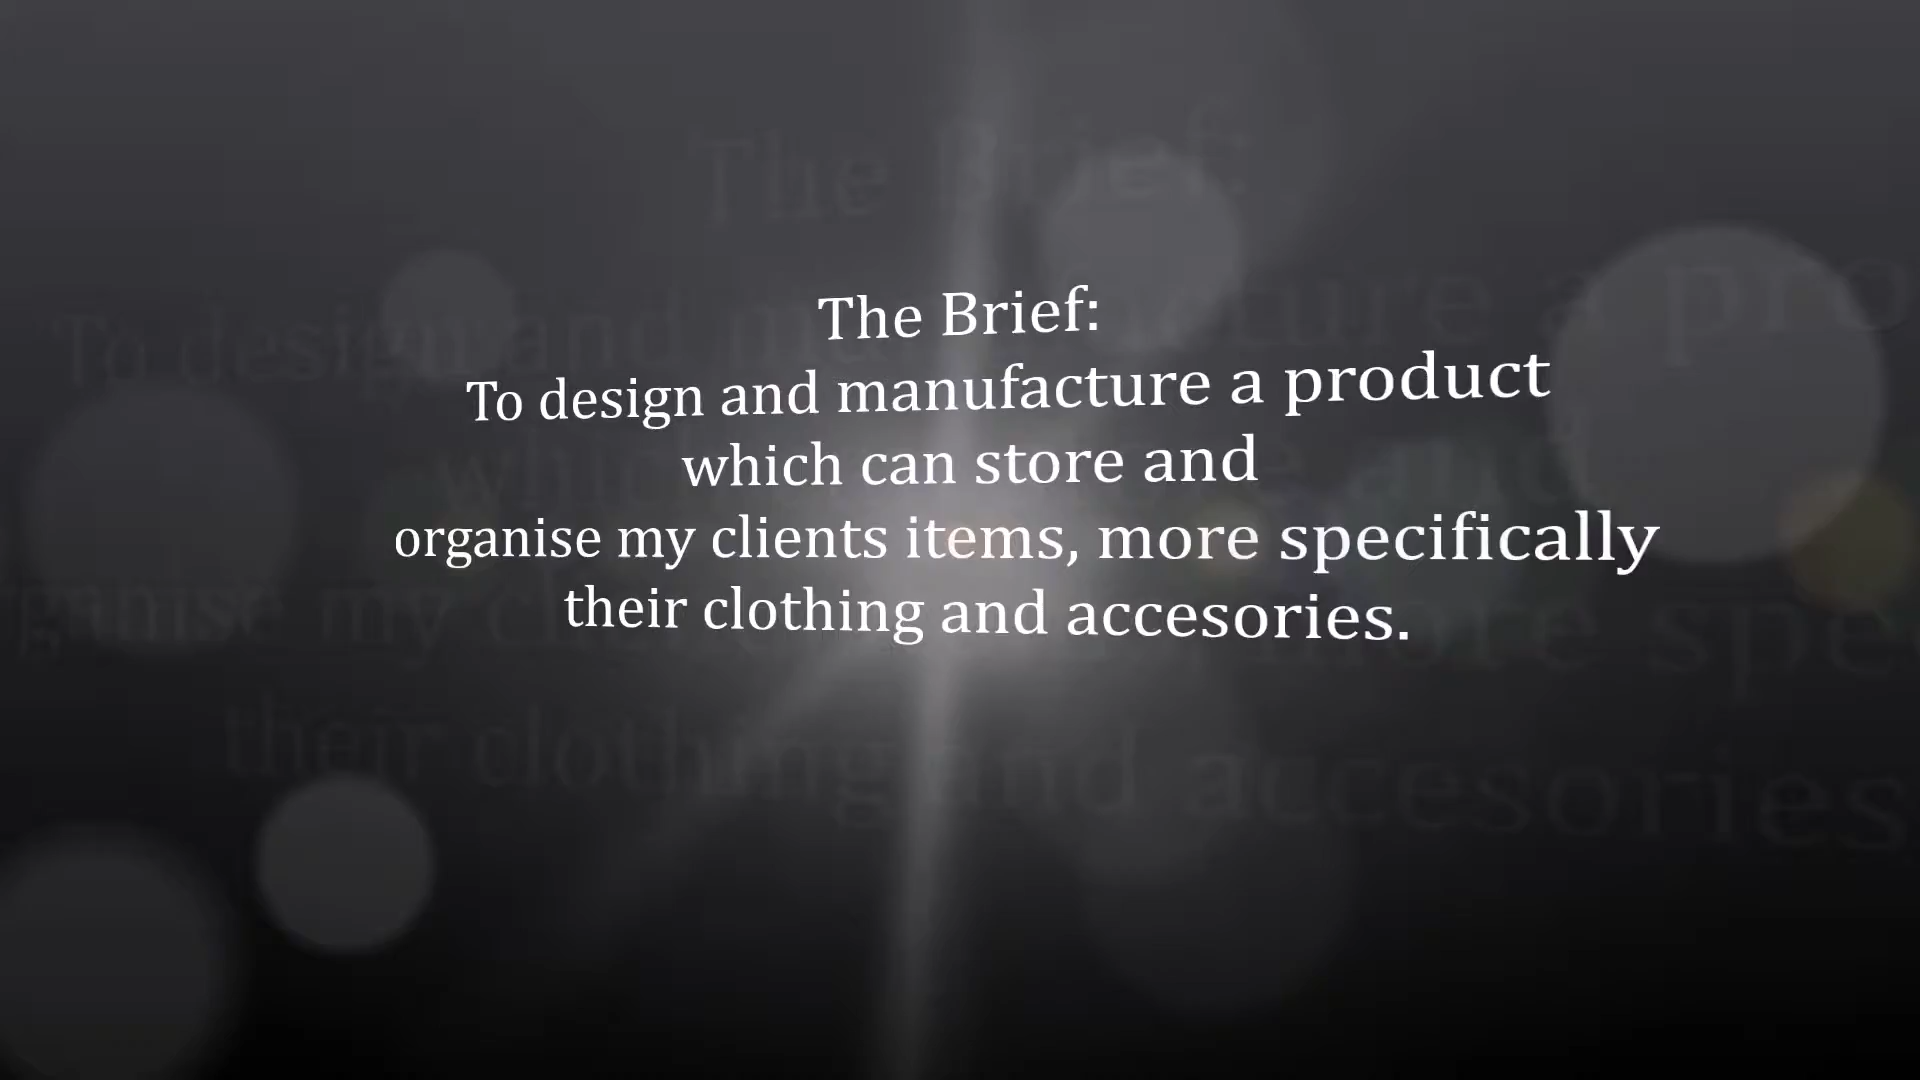 The Brief:
To design and manufacture a product
which can store and
organise my clients items, more specifically
their clothing and accesories.